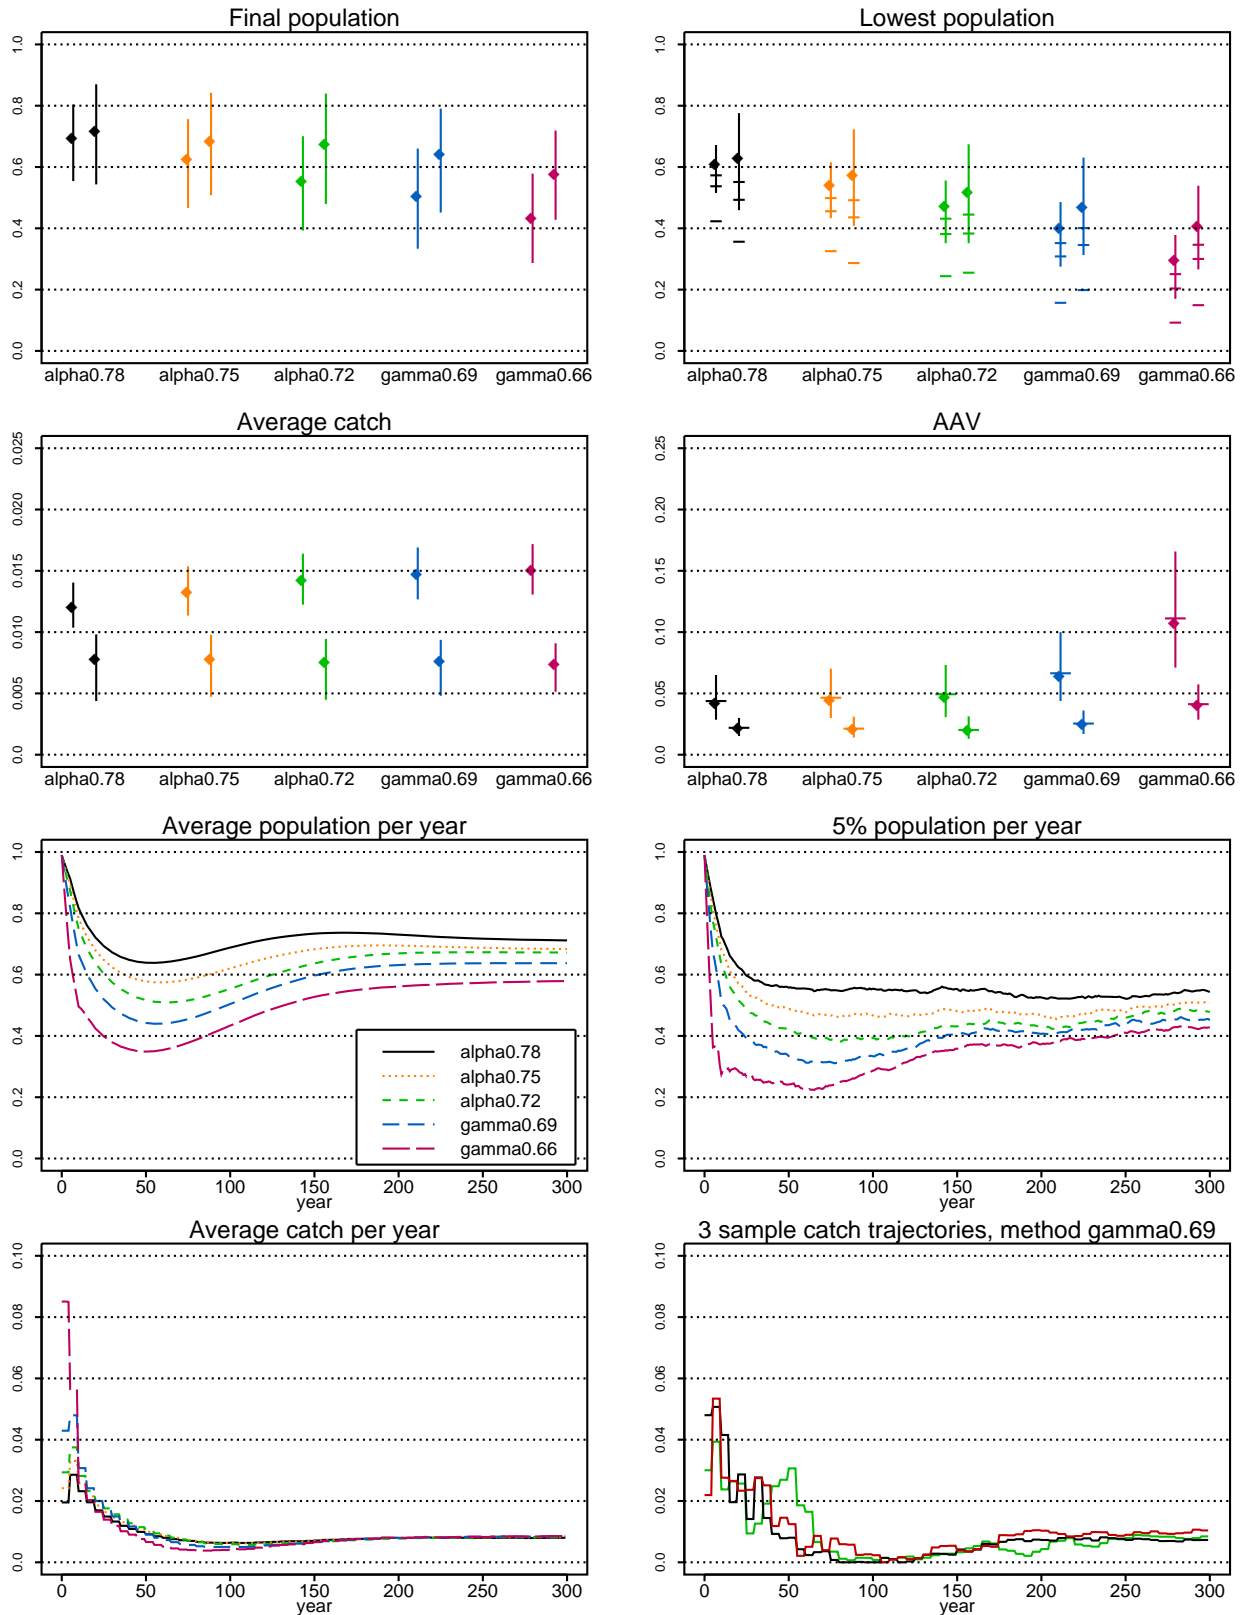 Final population
Lowest population
1.0
0.8
0.6
0.4
0.2
0.0
alpha0.78 alpha0.75 alpha0.72 gamma0.69 gamma0.66
1.0
0.8
0.6
0.4
0.2
0.0
alpha0.78 alpha0.75 alpha0.72 gamma0.69 gamma0.66
Average catch
AAV
0.025
0.020
0.015
0.010
0.005
0.0
alpha0.78 alpha0.75 alpha0.72 gamma0.69 gamma0.66
0.25
0.20
0.15
0.10
0.05
0.0
alpha0.78 alpha0.75 alpha0.72 gamma0.69 gamma0.66
Average population per year
5% population per year
1.0
0.8
0.6
0.4
0.2
0.0
alpha0.78
alpha0.75
alpha0.72
gamma0.69
gamma0.66
0 50 100 150 200 250 300
year
1.0
0.8
0.6
0.4
0.2
0.0
0 50 100 150 200 250 300
year
Average catch per year
3 sample catch trajectories, method gamma0.69
0.10
0.08
0.06
0.04
0.02
0.0
0 50 100 150 200 250 300
year
0.10
0.08
0.06
0.04
0.02
0.0
0 50 100 150 200 250 300
year